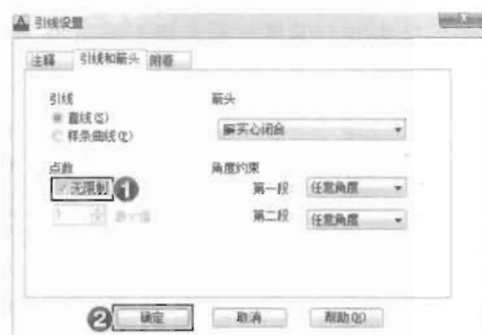 引线设置
注释 引线和箭头 附着
引线 箭头
直线(S) 实心闭合
样条曲线(P)
点数 角度约束
无限制 1 第一段: 任意角度
3 最大值 第二段: 任意角度
2 确定 取消 帮助(H)